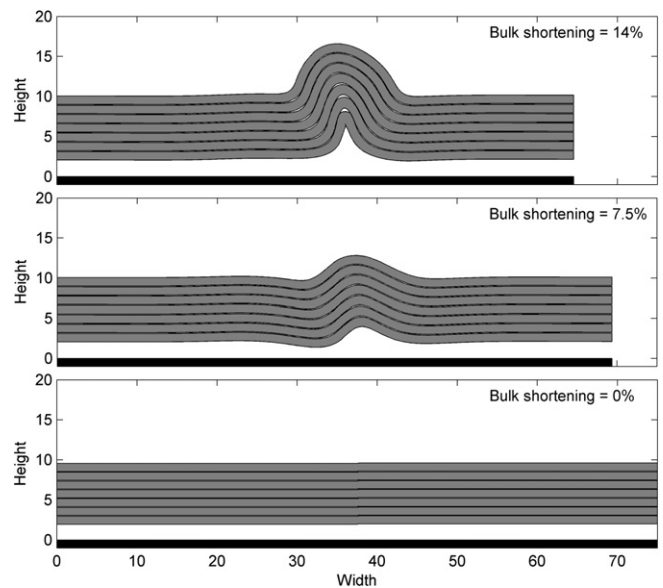 20
Bulk shortening = 14%
15
Height
10
5
0
20
Bulk shortening = 7.5%
15
Height
10
5
0
20
Bulk shortening = 0%
15
Height
10
5
0
0 10 20 30 40 50 60 70
Width